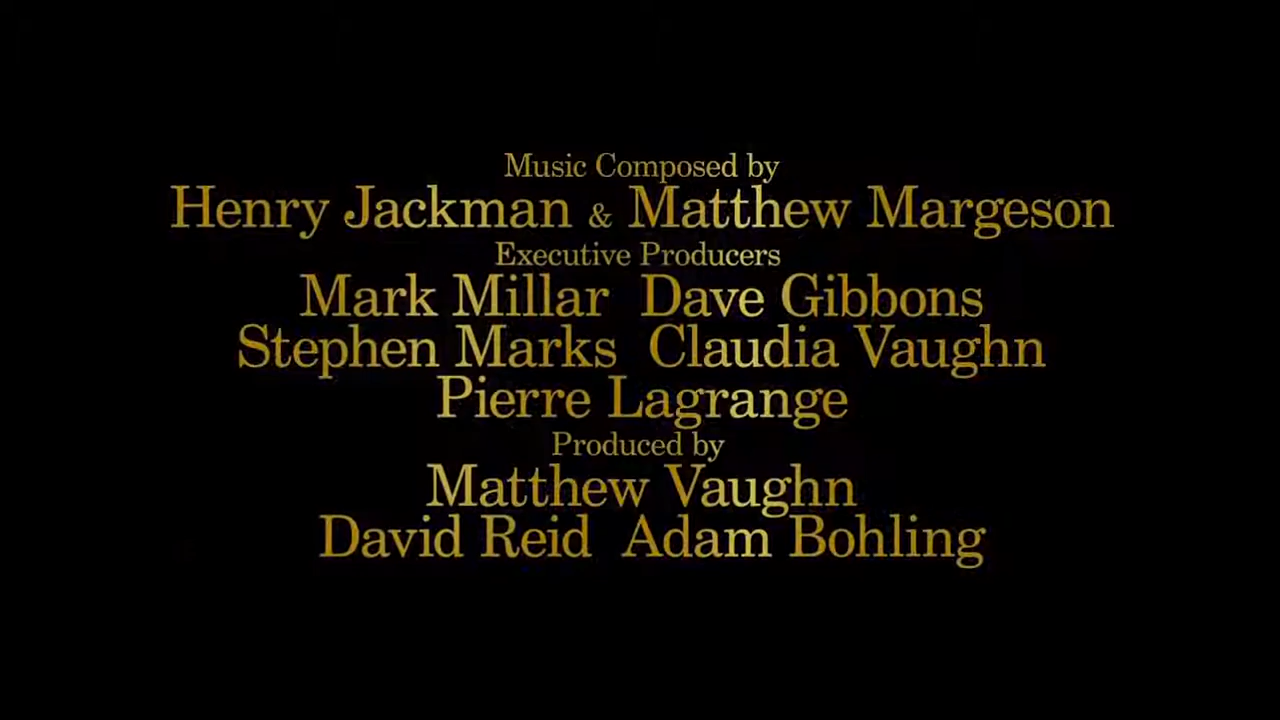 Music Composed by
Henry Jackman & Matthew Margeson
Executive Producers
Mark Millar Dave Gibbons
Stephen Marks Claudia Vaughn
Pierre Lagrange
Produced by
Matthew Vaughn
David Reid Adam Bohling